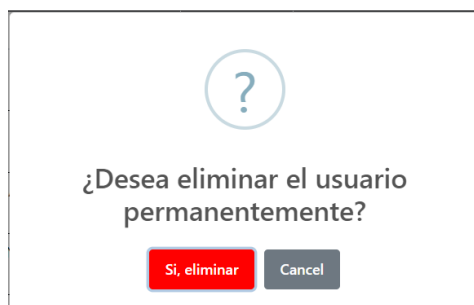 ?
¿Desea eliminar el usuario
permanentemente?
Si, eliminar
Cancel